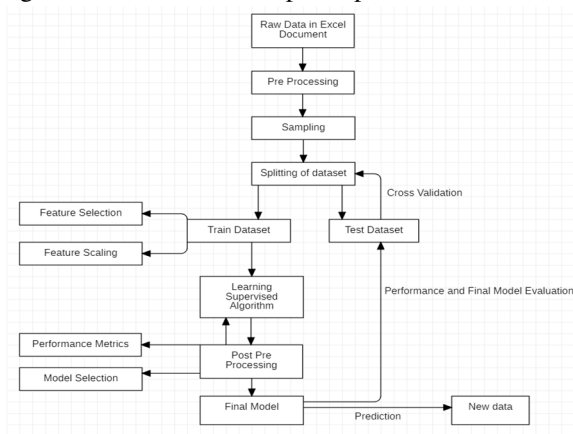 Raw Data in Excel
Document
Pre Processing
Sampling
Splitting of dataset
Cross Validation
Feature Selection
Train Dataset
Test Dataset
Feature Scaling
Learning
Supervised
Algorithm
Performance and Final Model Evaluation
Performance Metrics
Post Pre
Processing
Model Selection
Final Model
Prediction
New data